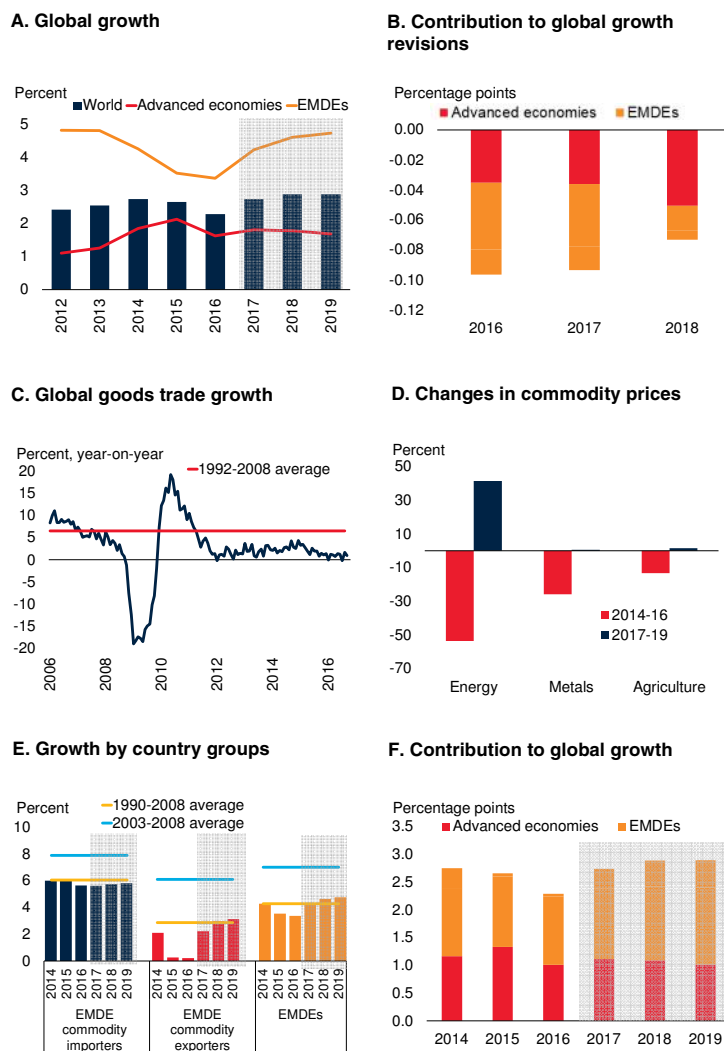 A. Global growth
Percent
World Advanced economies EMDEs
5
4
3
2
1
0
2012 2013 2014 2015 2016 2017 2018 2019
B. Contribution to global growth
revisions
Percentage points
Advanced economies EMDEs
0.00
-0.02
-0.04
-0.06
-0.08
-0.10
-0.12
2016 2017 2018
C. Global goods trade growth
Percent, year-on-year
1992-2008 average
20
15
10
5
0
-5
-10
-15
-20
2006 2008 2010 2012 2014 2016
D. Changes in commodity prices
Percent
50
30
10
-10
-30
-50
-70
2014-16
2017-19
Energy Metals Agriculture
E. Growth by country groups
Percent
1990-2008 average
2003-2008 average
10
8
6
4
2
0
2014 2015 2016 2017 2018 2019 2014 2015 2016 2017 2018 2019 2014 2015 2016 2017 2018 2019
EMDE
commodity
importers
EMDE
commodity
exporters
EMDEs
F. Contribution to global growth
Percentage points
Advanced economies EMDEs
3.5
3.0
2.5
2.0
1.5
1.0
0.5
0.0
2014 2015 2016 2017 2018 2019